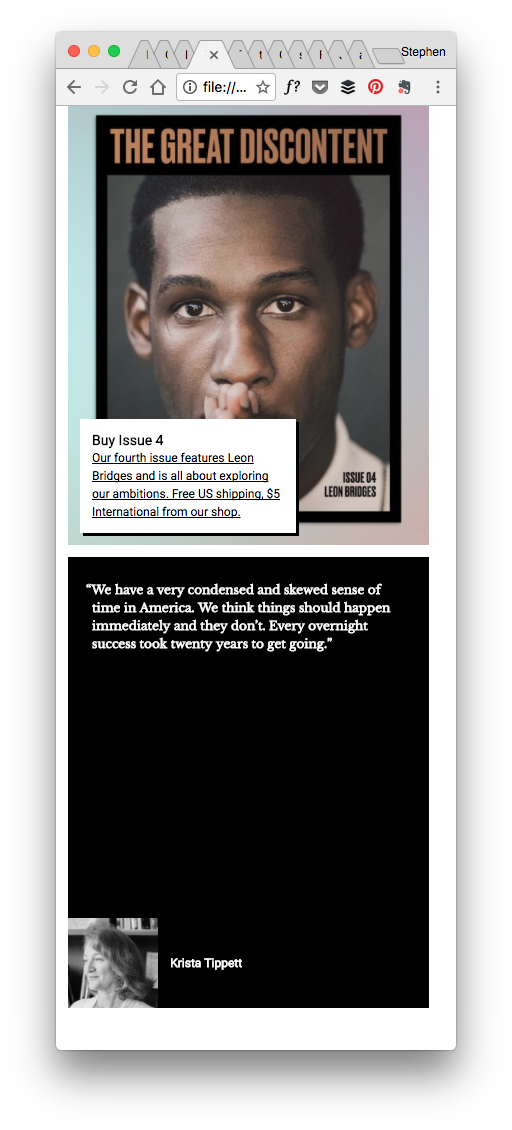 Stephen
file://...
f?
THE GREAT DISCONTENT
ISSUE 04
LEON BRIDGES
Buy Issue 4
Our fourth issue features Leon
Bridges and is all about exploring
our ambitions. Free US shipping, $5
International from our shop.
“We have a very condensed and skewed sense of
time in America. We think things should happen
immediately and they don’t. Every overnight
success took twenty years to get going.”
Krista Tippett